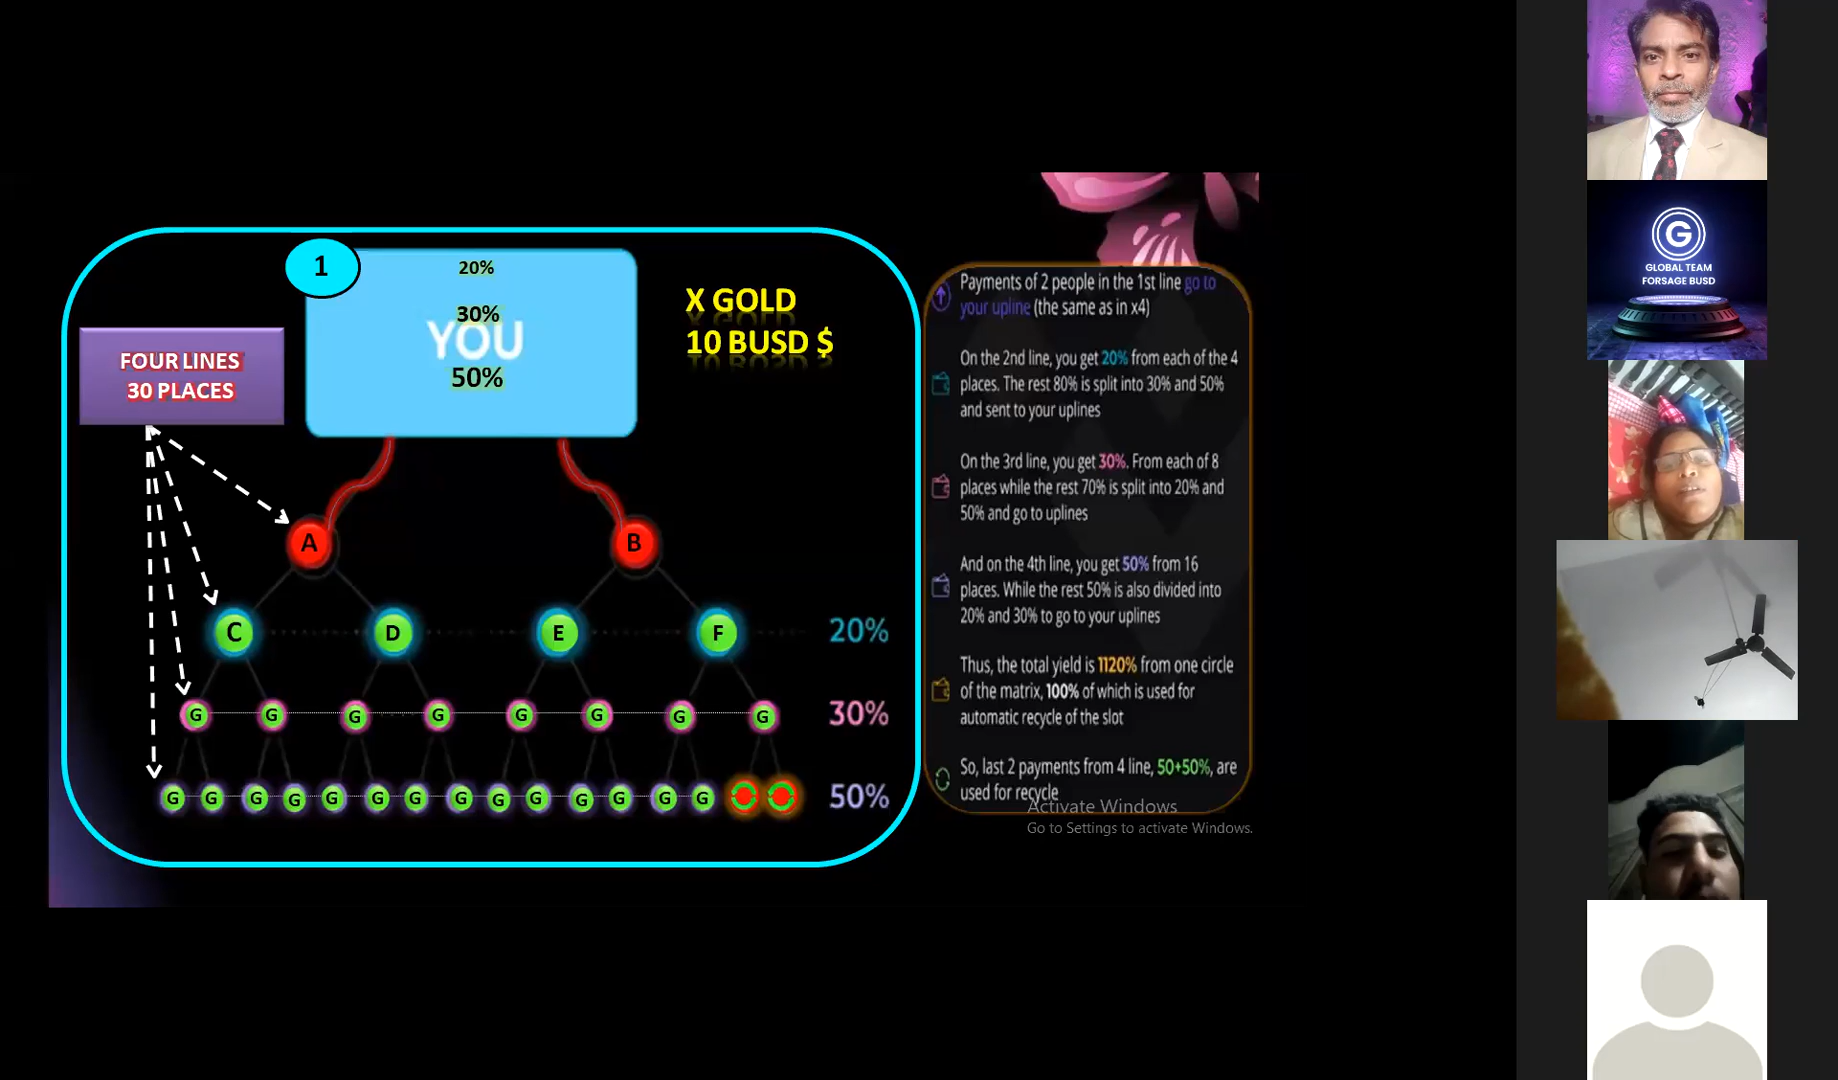 1
20%
30%
YOU
50%
X GOLD
10 BUSD $
FOUR LINES
30 PLACES
A
B
C
D
E
F
20%
G
G
G
G
G
G
G
G
30%
G
G
G
G
G
G
G
G
G
G
G
G
G
G
50%
Payments of 2 people in the 1st line go to
your upline (the same as in x4)
On the 2nd line, you get 20% from each of the 4
places. The rest 80% is split into 30% and 50%
and sent to your uplines
On the 3rd line, you get 30%. From each of 8
places while the rest 70% is split into 20% and
50% and go to uplines
And on the 4th line, you get 50% from 16
places. While the rest 50% is also divided into
20% and 30% to go to your uplines
Thus, the total yield is 1120% from one circle
of the matrix, 100% of which is used for
automatic recycle of the slot
So, last 2 payments from 4 line, 50+50%, are
used for recycle
Activate Windows
Go to Settings to activate Windows.
G
GLOBAL TEAM
FORSAGE BUSD